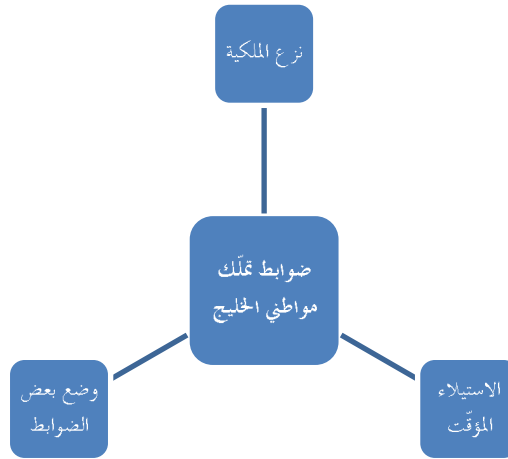 نزع الملكية
ضوابط تملّك
مواطني الخليج
الاستيلاء
المؤقّت
وضع بعض
الضوابط